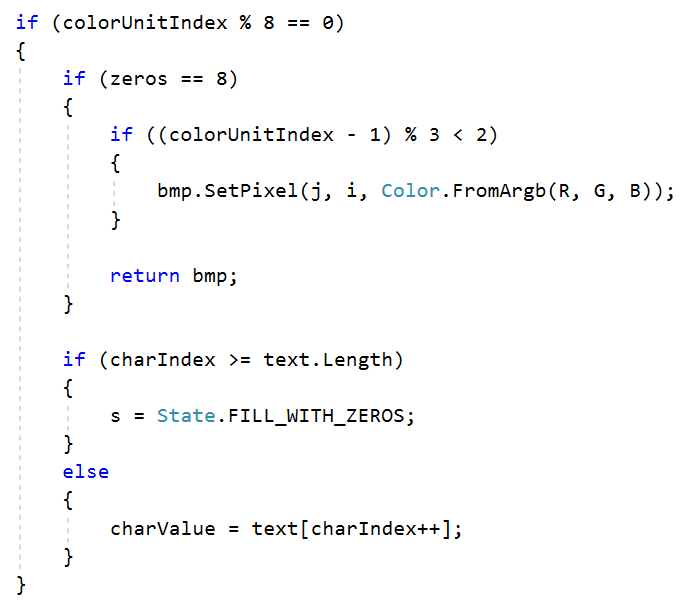 if (colorUnitIndex % 8 == 0)
{
    if (zeros == 8)
    {
        if ((colorUnitIndex - 1) % 3 < 2)
        {
            bmp.SetPixel(j, i, Color.FromArgb(R, G, B));
        }

        return bmp;
    }

    if (charIndex >= text.Length)
    {
        s = State.FILL_WITH_ZEROS;
    }
    else
    {
        charValue = text[charIndex++];
    }
}